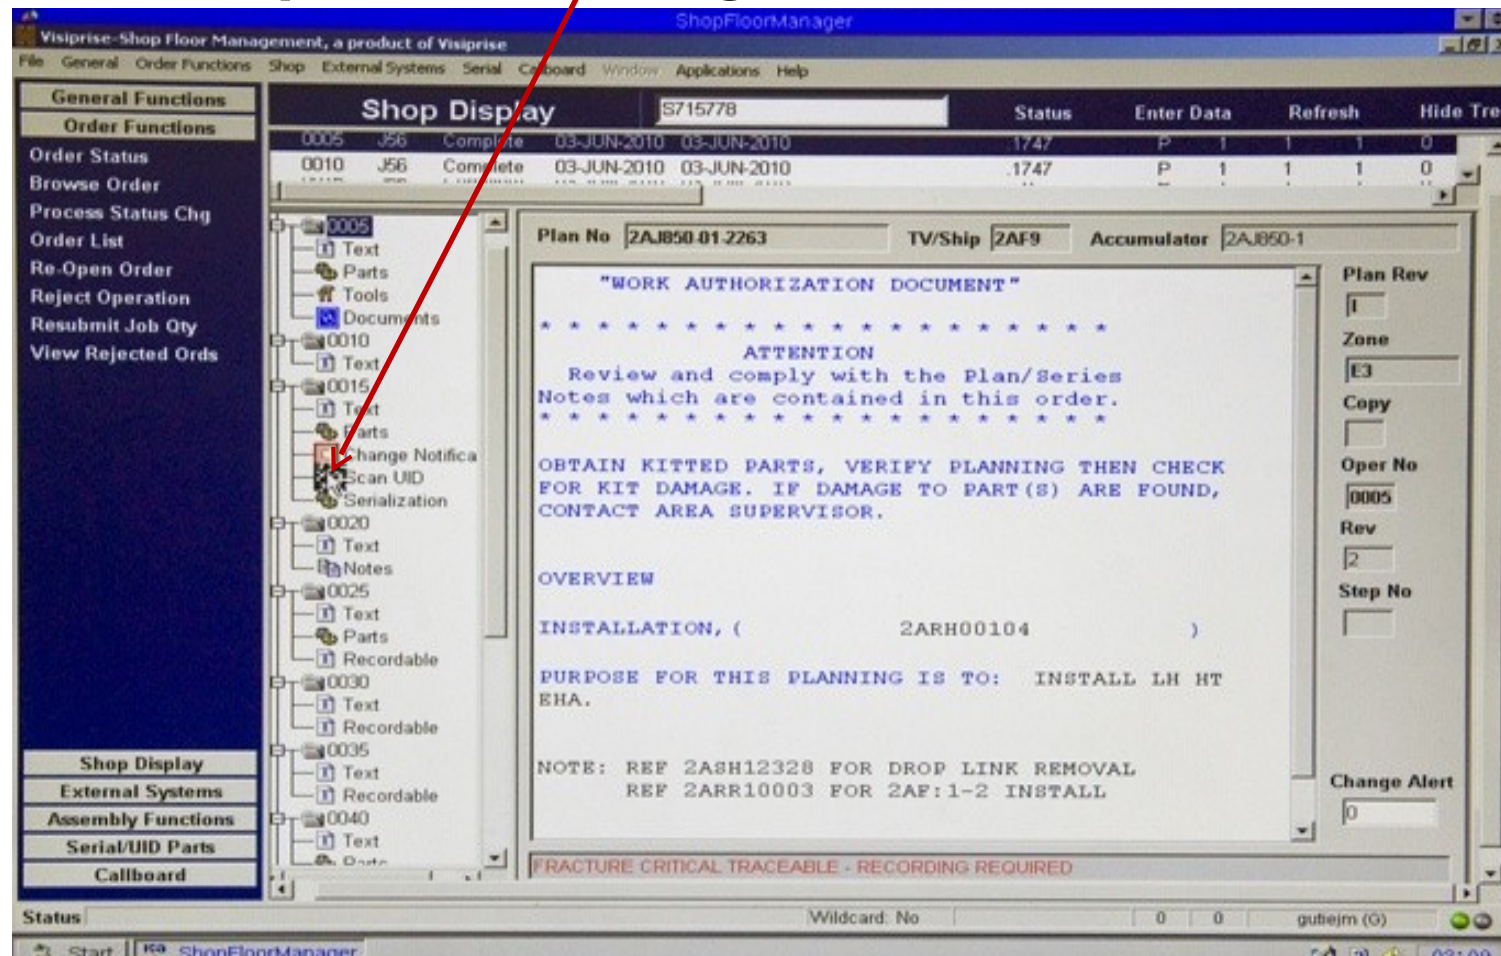 ShopFloorManager
Visiprise-Shop Floor Management, a product of Visiprise
File General Order Functions Shop External Systems Serial Callboard Window Applications Help
General Functions
Order Functions
Order Status
Browse Order
Process Status Chg
Order List
Re-Open Order
Reject Operation
Resubmit Job Qty
View Rejected Ords
Shop Display
External Systems
Assembly Functions
Serial/UID Parts
Callboard
Shop Display S715778 Status Enter Data Refresh Hide Tre
0005 J56 Complete 03-JUN-2010 03-JUN-2010 .1747 P 1 1 1 0
0010 J56 Complete 03-JUN-2010 03-JUN-2010 .1747 P 1 1 1 0
0005
Text
Parts
Tools
Documents
0010
Text
0015
Text
Parts
Change Notifica
Scan UID
Serialization
0020
Text
Notes
0025
Text
Parts
Recordable
0030
Text
Recordable
0035
Text
Recordable
0040
Text
Parts
Plan No 2AJ850-01-2263 TV/Ship 2AF9 Accumulator 2AJ850-1
"WORK AUTHORIZATION DOCUMENT"
* * * * * * * * * * * * * * * * * * * *
ATTENTION
Review and comply with the Plan/Series
Notes which are contained in this order.
* * * * * * * * * * * * * * * * * * * *
OBTAIN KITTED PARTS, VERIFY PLANNING THEN CHECK
FOR KIT DAMAGE. IF DAMAGE TO PART(S) ARE FOUND,
CONTACT AREA SUPERVISOR.
OVERVIEW
INSTALLATION, ( 2ARH00104 )
PURPOSE FOR THIS PLANNING IS TO: INSTALL LH HT
EHA.
NOTE: REF 2ASH12328 FOR DROP LINK REMOVAL
REF 2ARR10003 FOR 2AF:1-2 INSTALL
FRACTURE CRITICAL TRACEABLE - RECORDING REQUIRED
Plan Rev
Zone
E3
Copy
Oper No
0005
Rev
2
Step No
Change Alert
0
Status Wildcard: No 0 0 gutiejm (G)
Start ShopFloorManager